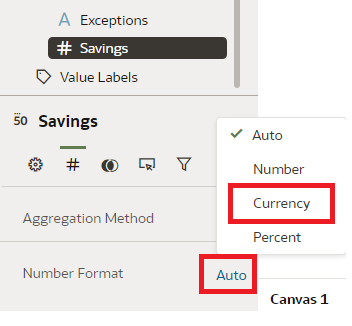 A Exceptions
# Savings
Value Labels
50 Savings
#
Auto
Number
Aggregation Method
Currency
Percent
Number Format Auto
Canvas 1